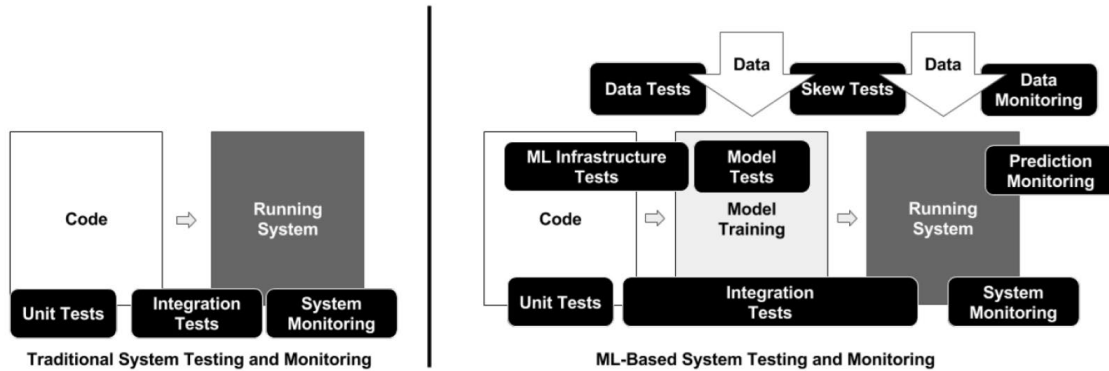 Code
Running
System
Unit Tests
Integration
Tests
System
Monitoring
Traditional System Testing and Monitoring
Data
Data
Data Tests
Skew Tests
Data
Monitoring
ML Infrastructure
Tests
Model
Tests
Prediction
Monitoring
Code
Model
Training
Running
System
Unit Tests
Integration
Tests
System
Monitoring
ML-Based System Testing and Monitoring